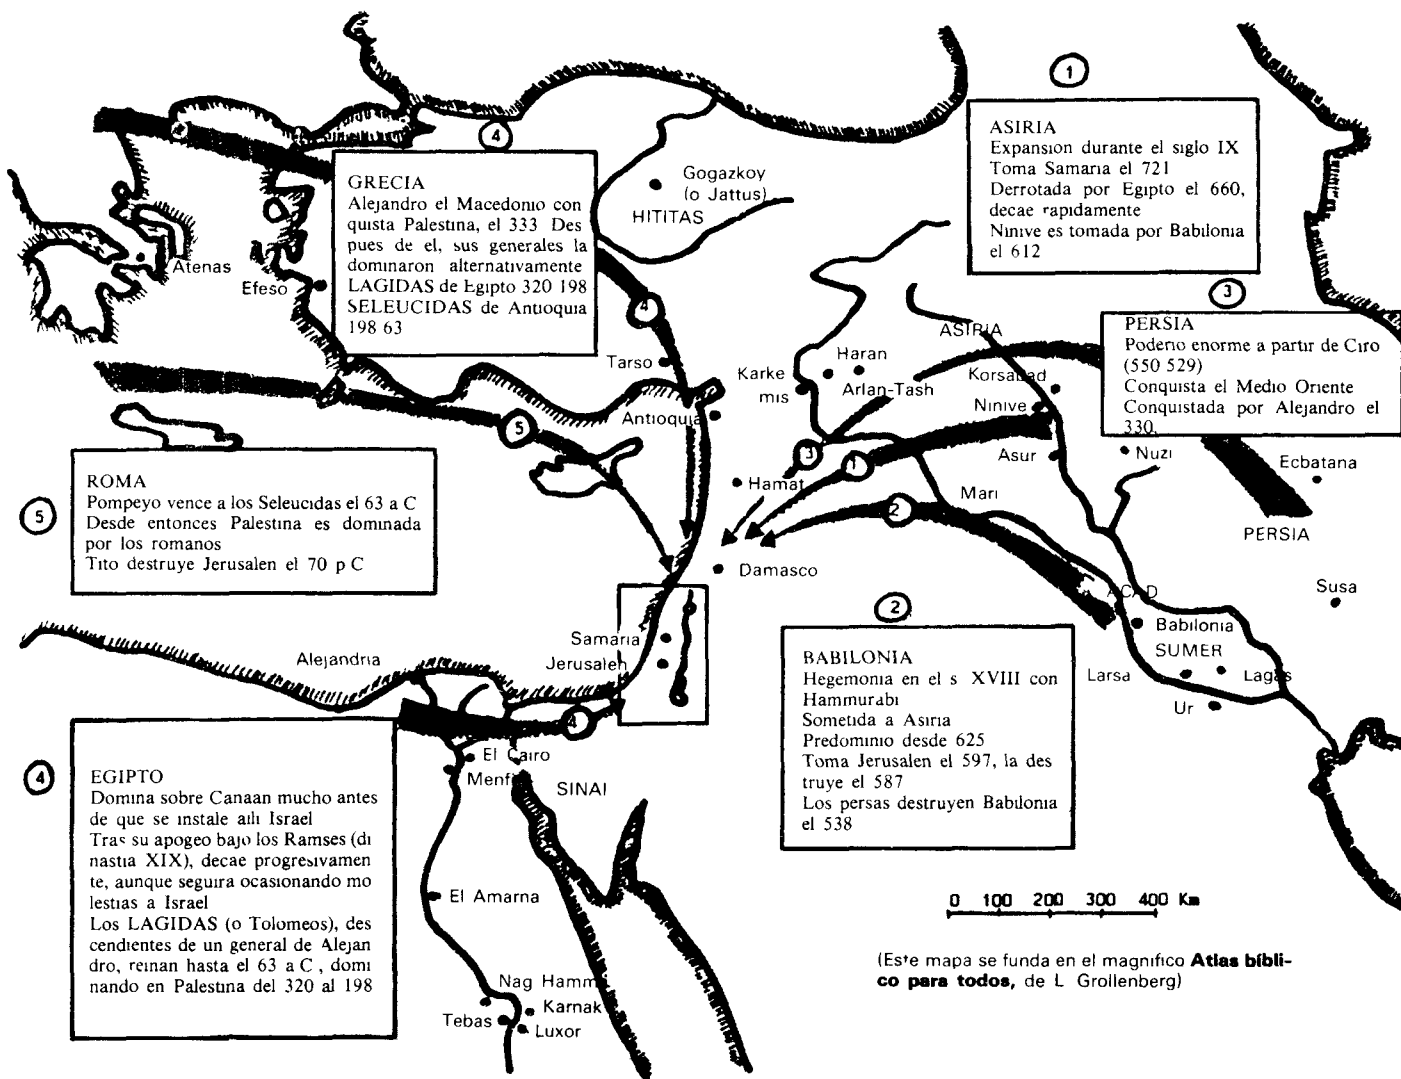 1
ASIRIA
Expansion durante el siglo IX
Toma Samaria el 721
Derrotada por Egipto el 660,
decae rapidamente
Ninive es tomada por Babilonia
el 612
4
GRECIA
Alejandro el Macedonio con
quista Palestina, el 333 Des
pues de el, sus generales la
dominaron alternativamente
LAGIDAS de Egipto 320 198
SELEUCIDAS de Antioquia
198 63
Gogazkoy
(o Jattus)
HITITAS
Atenas
Efeso
4
3
PERSIA
Poderio enorme a partir de Ciro
(550 529)
Conquista el Medio Oriente
Conquistada por Alejandro el
330.
ASIRIA
Tarso
Karke
mis
Haran
Arlan-Tash
Korsabad
Ninive
Antioquia
5
3
1
Asur
Nuzi
Ecbatana
Hamat
Mari
2
PERSIA
5
ROMA
Pompeyo vence a los Seleucidas el 63 a C
Desde entonces Palestina es dominada
por los romanos
Tito destruye Jerusalen el 70 p C
Damasco
ACAD
Susa
2
Babilonia
SUMER
Larsa
Lagas
Ur
Samaria
Jerusalen
Alejandria
BABILONIA
Hegemonia en el s XVIII con
Hammurabi
Sometida a Asiria
Predominio desde 625
Toma Jerusalen el 597, la des
truye el 587
Los persas destruyen Babilonia
el 538
4
4
EGIPTO
Domina sobre Canaan mucho antes
de que se instale alli Israel
Tras su apogeo bajo los Ramses (di
nastia XIX), decae progresivamen
te, aunque seguira ocasionando mo
lestias a Israel
Los LAGIDAS (o Tolomeos), des
cendientes de un general de Alejan
dro, reinan hasta el 63 a C , domi
nando en Palestina del 320 al 198
El Cairo
Menfis
SINAI
El Amarna
Nag Hamm
Karnak
Tebas
Luxor
0 100 200 300 400 Km
(Este mapa se funda en el magnifico Atlas bíbli-
co para todos, de L Grollenberg)